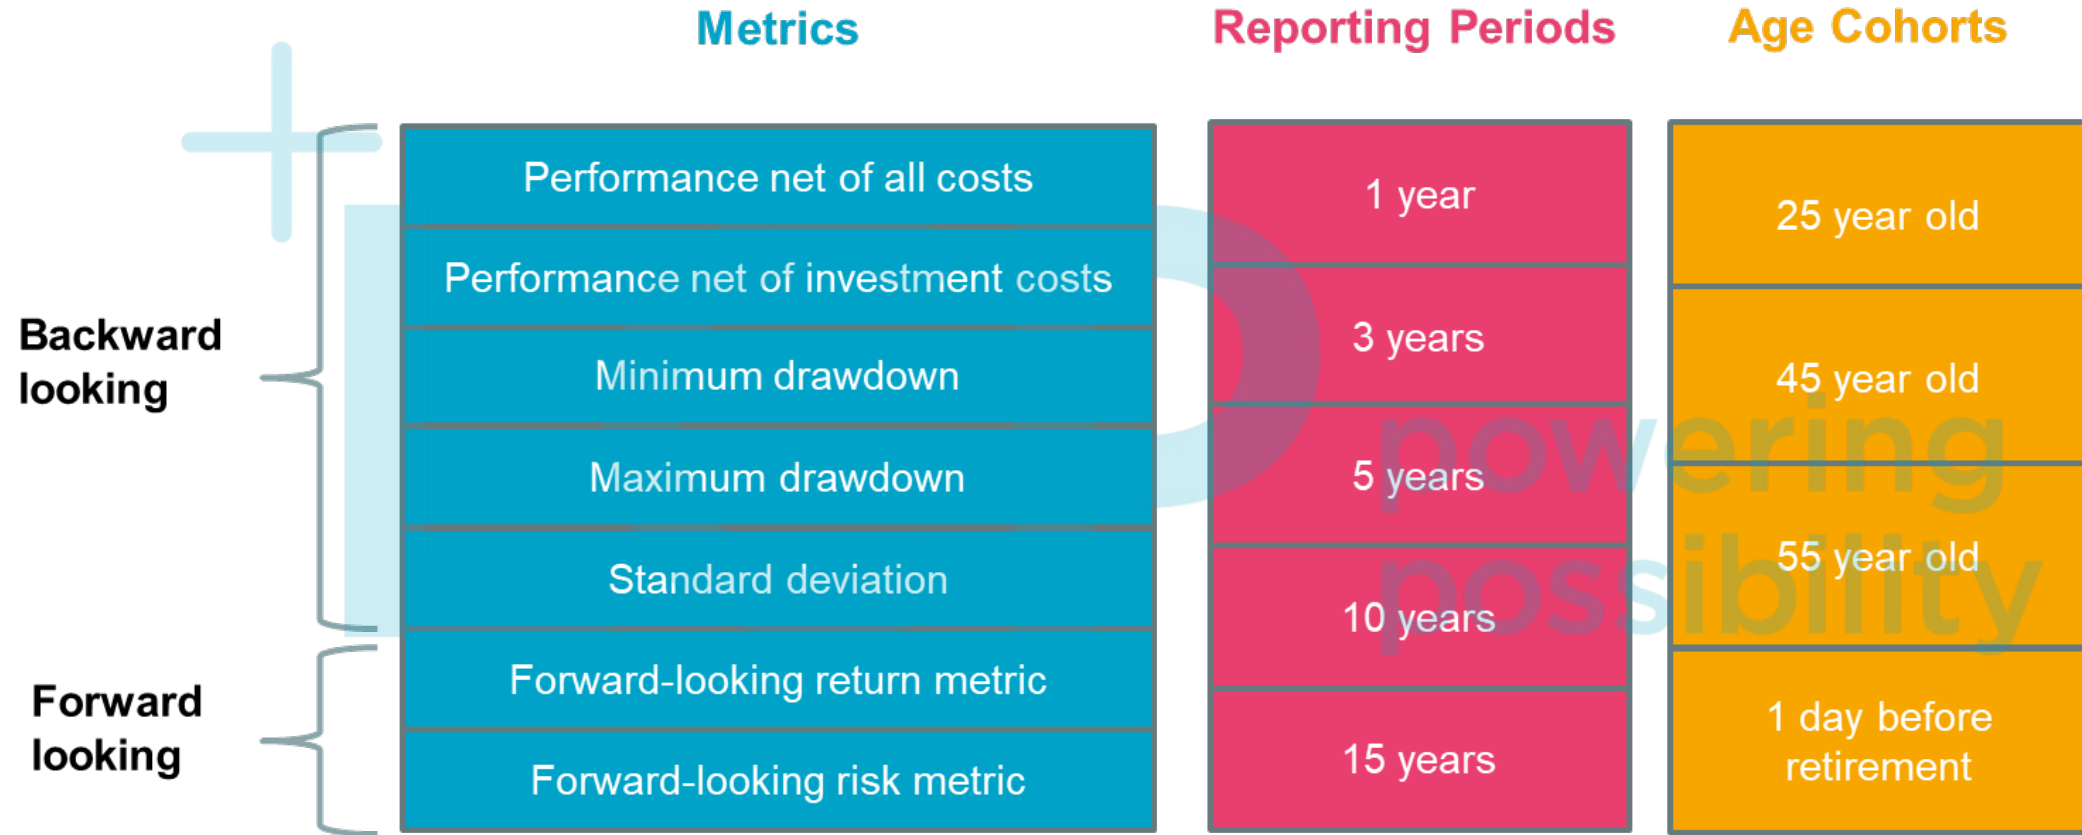 Metrics
Reporting Periods
Age Cohorts
Backward
looking
Performance net of all costs
Performance net of investment costs
Minimum drawdown
Maximum drawdown
Standard deviation
Forward
looking
Forward-looking return metric
Forward-looking risk metric
1 year
3 years
5 years
10 years
15 years
25 year old
45 year old
55 year old
1 day before
retirement
powering
possibility